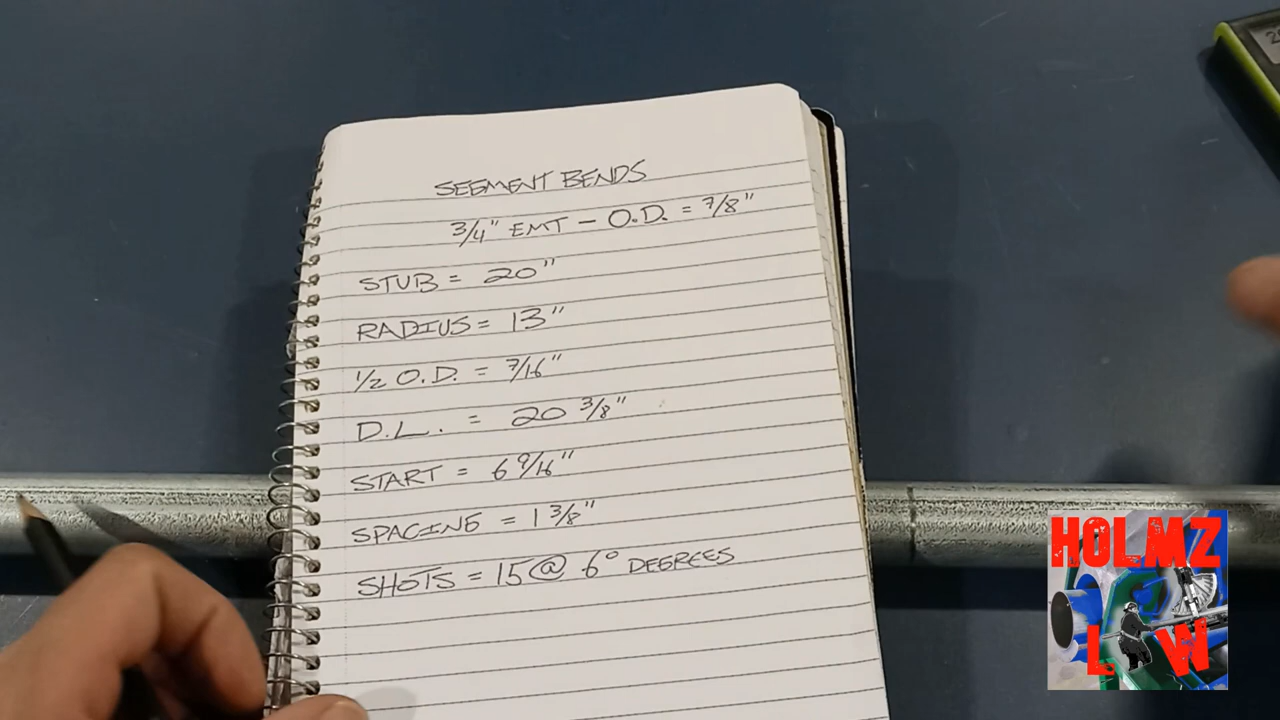 SEGMENT BENDS
3/4" EMT - O.D. = 7/8"
STUB = 20"
RADIUS = 13"
1/2 O.D. = 7/16"
D.L. = 20 3/8"
START = 6 9/16"
SPACING = 1 3/8"
SHOTS = 15 @ 6° DEGREES
HOLMZ
LAW